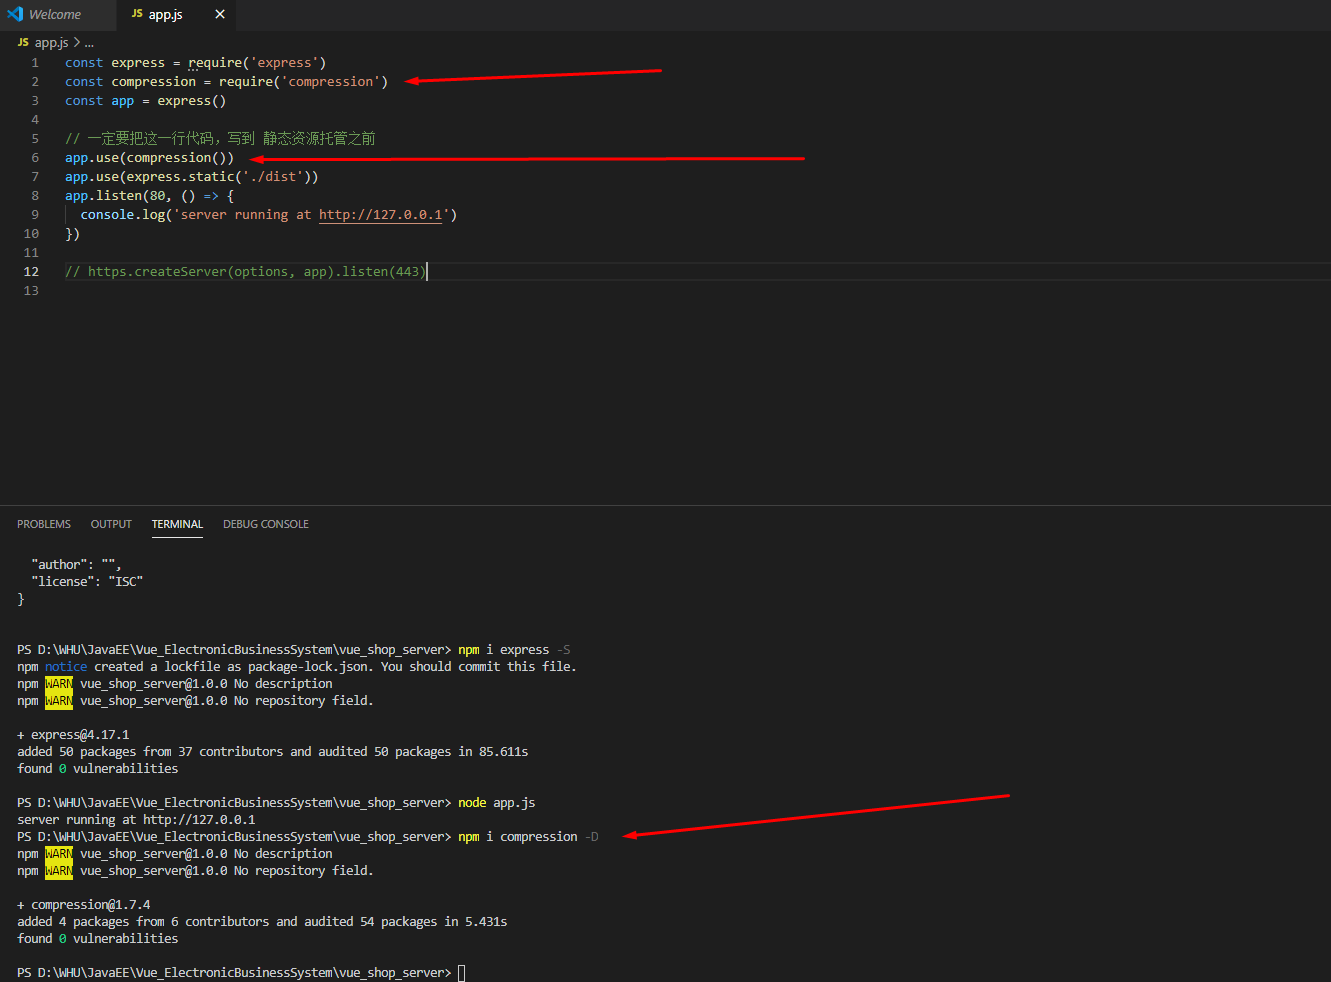 Welcome
JS app.js ✕
JS app.js > ...
1 const express = require('express')
2 const compression = require('compression')
3 const app = express()
4
5 // 一定要把这一行代码，写到 静态资源托管之前
6 app.use(compression())
7 app.use(express.static('./dist'))
8 app.listen(80, () => {
9 console.log('server running at http://127.0.0.1')
10 })
11
12 // https.createServer(options, app).listen(443)
13
PROBLEMS OUTPUT TERMINAL DEBUG CONSOLE
"author": "",
"license": "ISC"
}
PS D:\WHU\JavaEE\Vue_ElectronicBusinessSystem\vue_shop_server> npm i express -S
npm notice created a lockfile as package-lock.json. You should commit this file.
npm WARN vue_shop_server@1.0.0 No description
npm WARN vue_shop_server@1.0.0 No repository field.
+ express@4.17.1
added 50 packages from 37 contributors and audited 50 packages in 85.611s
found 0 vulnerabilities
PS D:\WHU\JavaEE\Vue_ElectronicBusinessSystem\vue_shop_server> node app.js
server running at http://127.0.0.1
PS D:\WHU\JavaEE\Vue_ElectronicBusinessSystem\vue_shop_server> npm i compression -D
npm WARN vue_shop_server@1.0.0 No description
npm WARN vue_shop_server@1.0.0 No repository field.
+ compression@1.7.4
added 4 packages from 6 contributors and audited 54 packages in 5.431s
found 0 vulnerabilities
PS D:\WHU\JavaEE\Vue_ElectronicBusinessSystem\vue_shop_server>